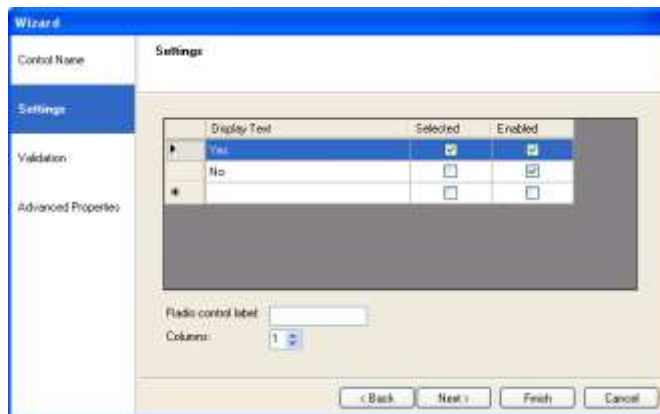 Wizard
Control Name
Settings
Validation
Advanced Properties
Settings
Display Text Selected Enabled
Yes
No
Radio control label:
Columns: 1
< Back Next > Finish Cancel